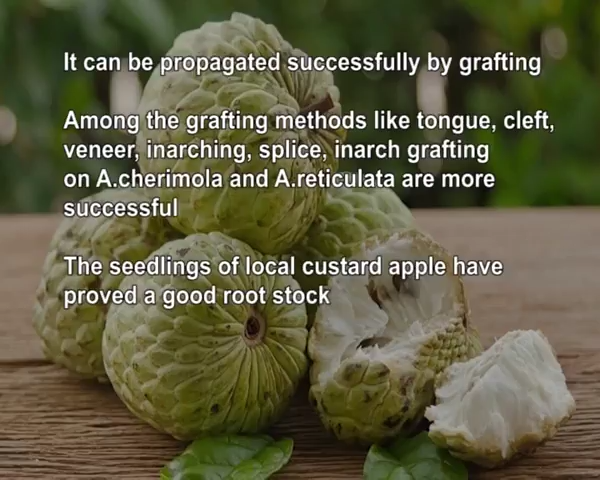 It can be propagated successfully by grafting
Among the grafting methods like tongue, cleft,
veneer, inarching, splice, inarch grafting
on A.cherimola and A.reticulata are more
successful
The seedlings of local custard apple have
proved a good root stock